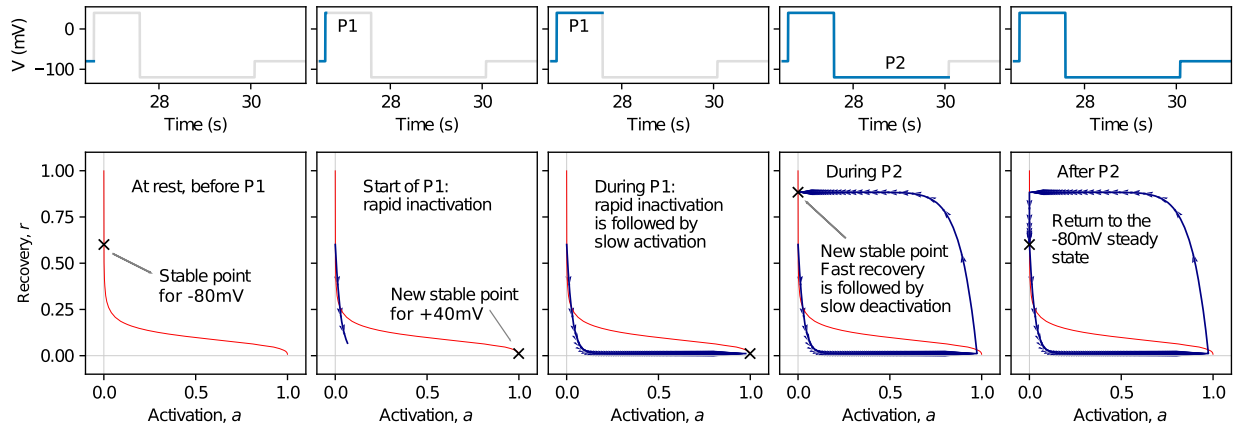 V (mV)
0
−100
P1
P1
P2
28
30
28
30
28
30
28
30
28
30
Time (s)
Time (s)
Time (s)
Time (s)
Time (s)
Recovery, r
1.00
0.75
0.50
0.25
0.00
At rest, before P1
Stable point
for -80mV
Start of P1:
rapid inactivation
New stable point
for +40mV
During P1:
rapid inactivation
is followed by
slow activation
During P2
New stable point
Fast recovery
is followed by
slow deactivation
After P2
Return to the
-80mV steady
state
0.0
0.5
1.0
0.0
0.5
1.0
0.0
0.5
1.0
0.0
0.5
1.0
0.0
0.5
1.0
Activation, a
Activation, a
Activation, a
Activation, a
Activation, a